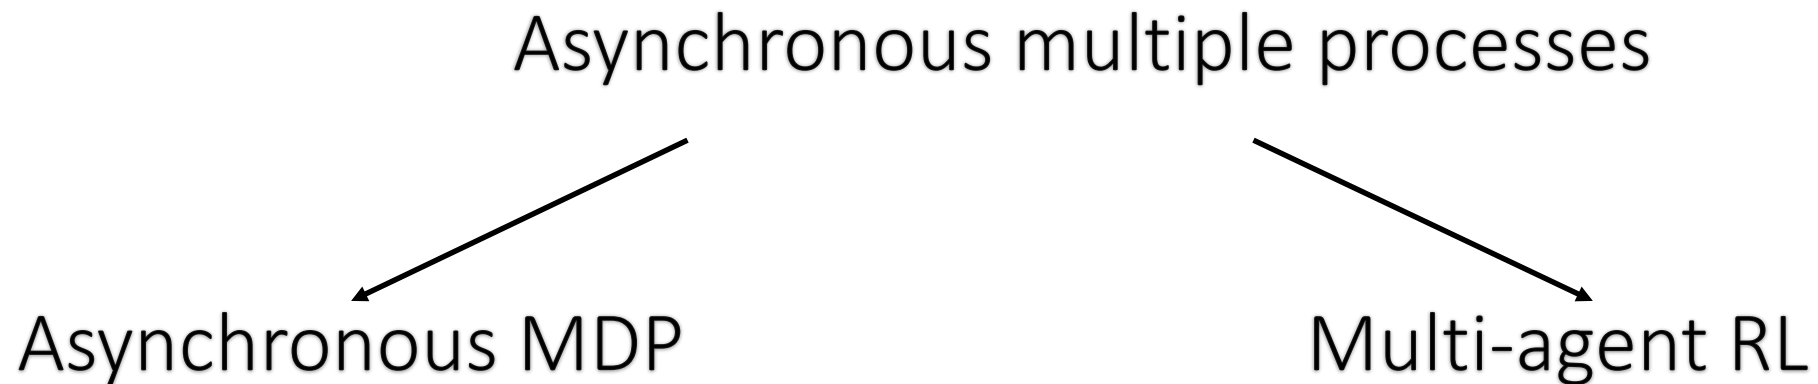 Asynchronous multiple processes
Asynchronous MDP
Multi-agent RL